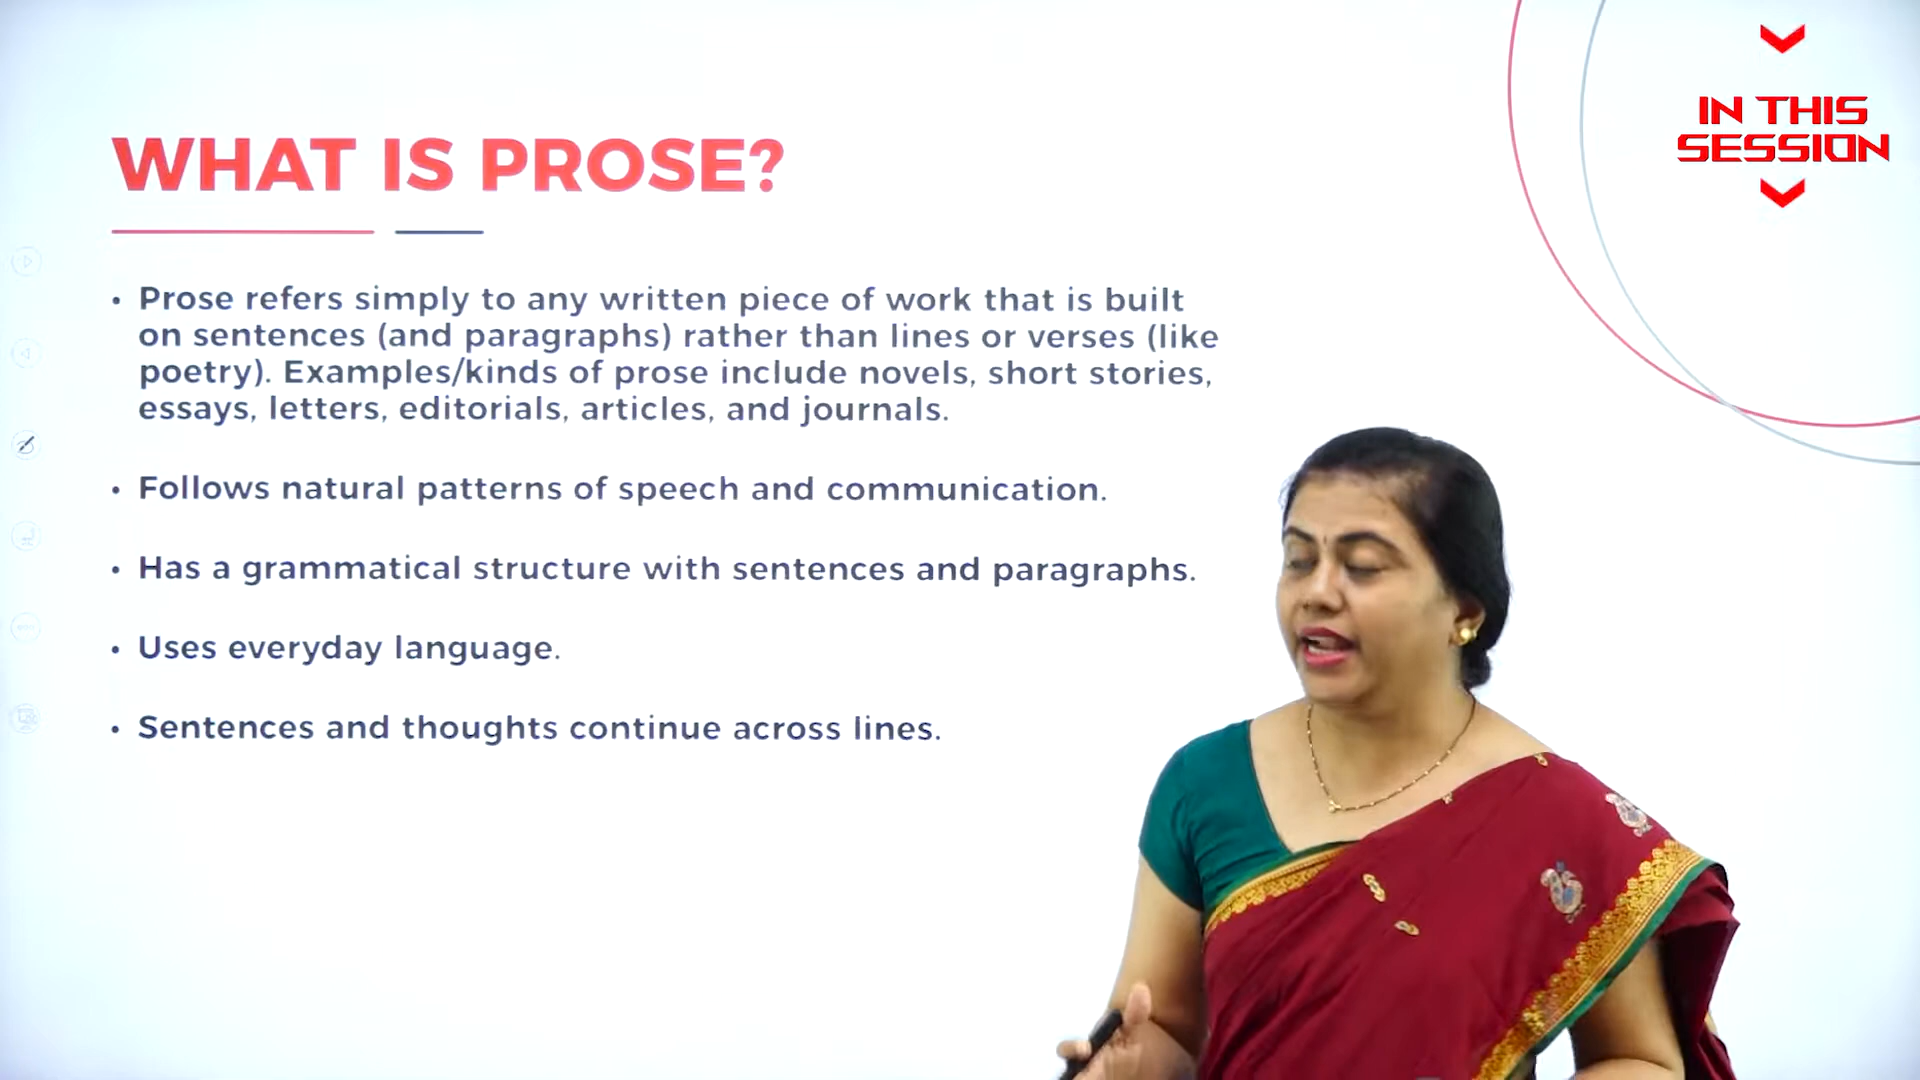 WHAT IS PROSE?
• Prose refers simply to any written piece of work that is built
on sentences (and paragraphs) rather than lines or verses (like
poetry). Examples/kinds of prose include novels, short stories,
essays, letters, editorials, articles, and journals.
• Follows natural patterns of speech and communication.
• Has a grammatical structure with sentences and paragraphs.
• Uses everyday language.
• Sentences and thoughts continue across lines.
IN THIS
SESSION